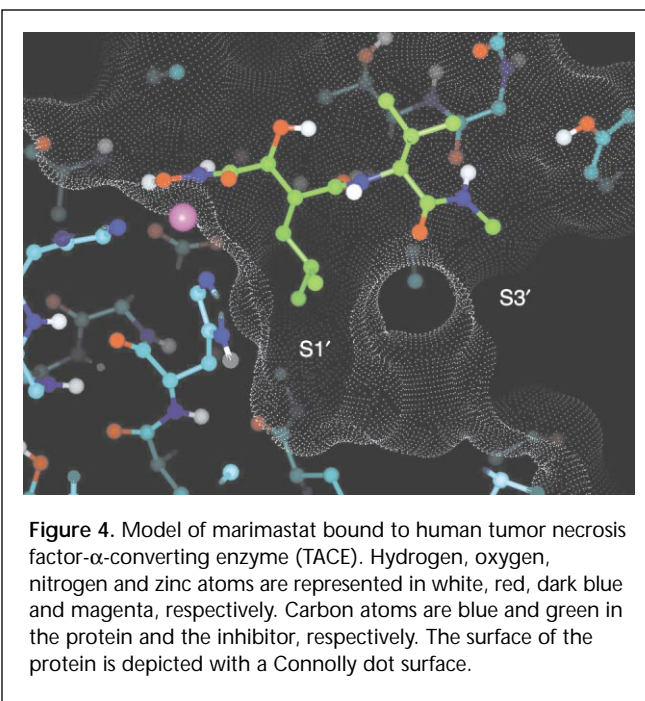 S3′
S1′
Figure 4. Model of marimastat bound to human tumor necrosis
factor-α-converting enzyme (TACE). Hydrogen, oxygen,
nitrogen and zinc atoms are represented in white, red, dark blue
and magenta, respectively. Carbon atoms are blue and green in
the protein and the inhibitor, respectively. The surface of the
protein is depicted with a Connolly dot surface.